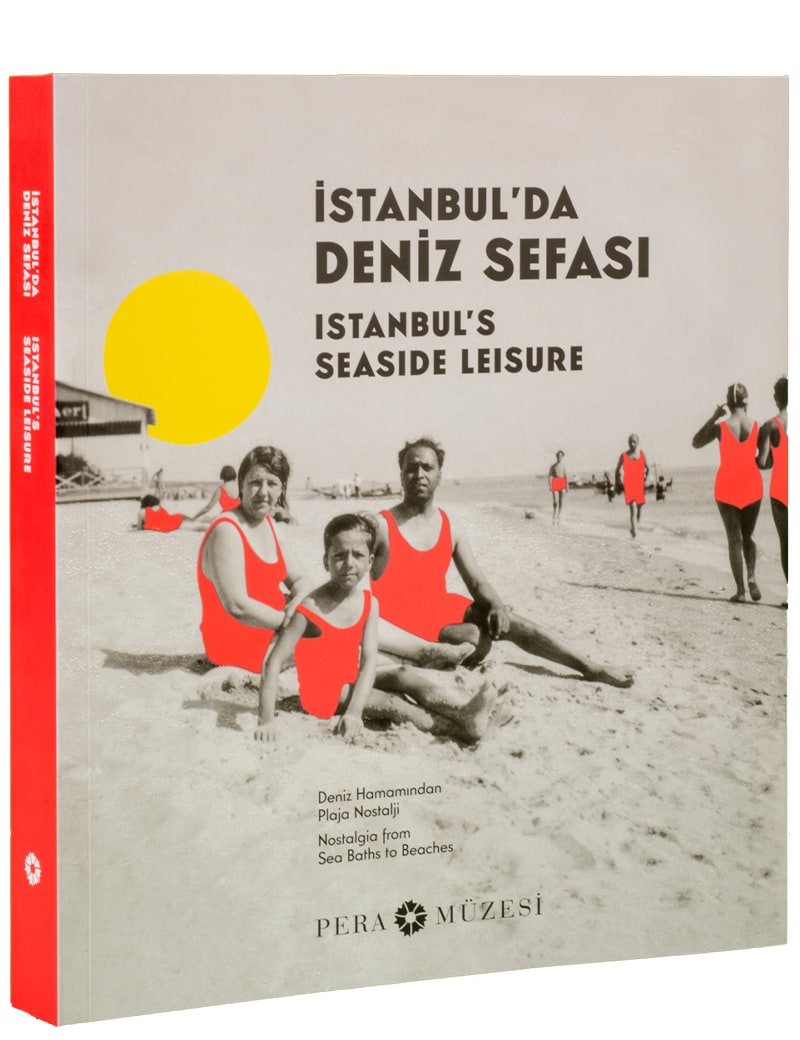 İSTANBUL'DA
DENİZ SEFASI
ISTANBUL'S
SEASIDE LEISURE
Deniz Hamamından
Plaja Nostalji
Nostalgia from
Sea Baths to Beaches
PERA MÜZESİ
İSTANBUL'DA
DENİZ SEFASI
ISTANBUL'S
SEASIDE LEISURE